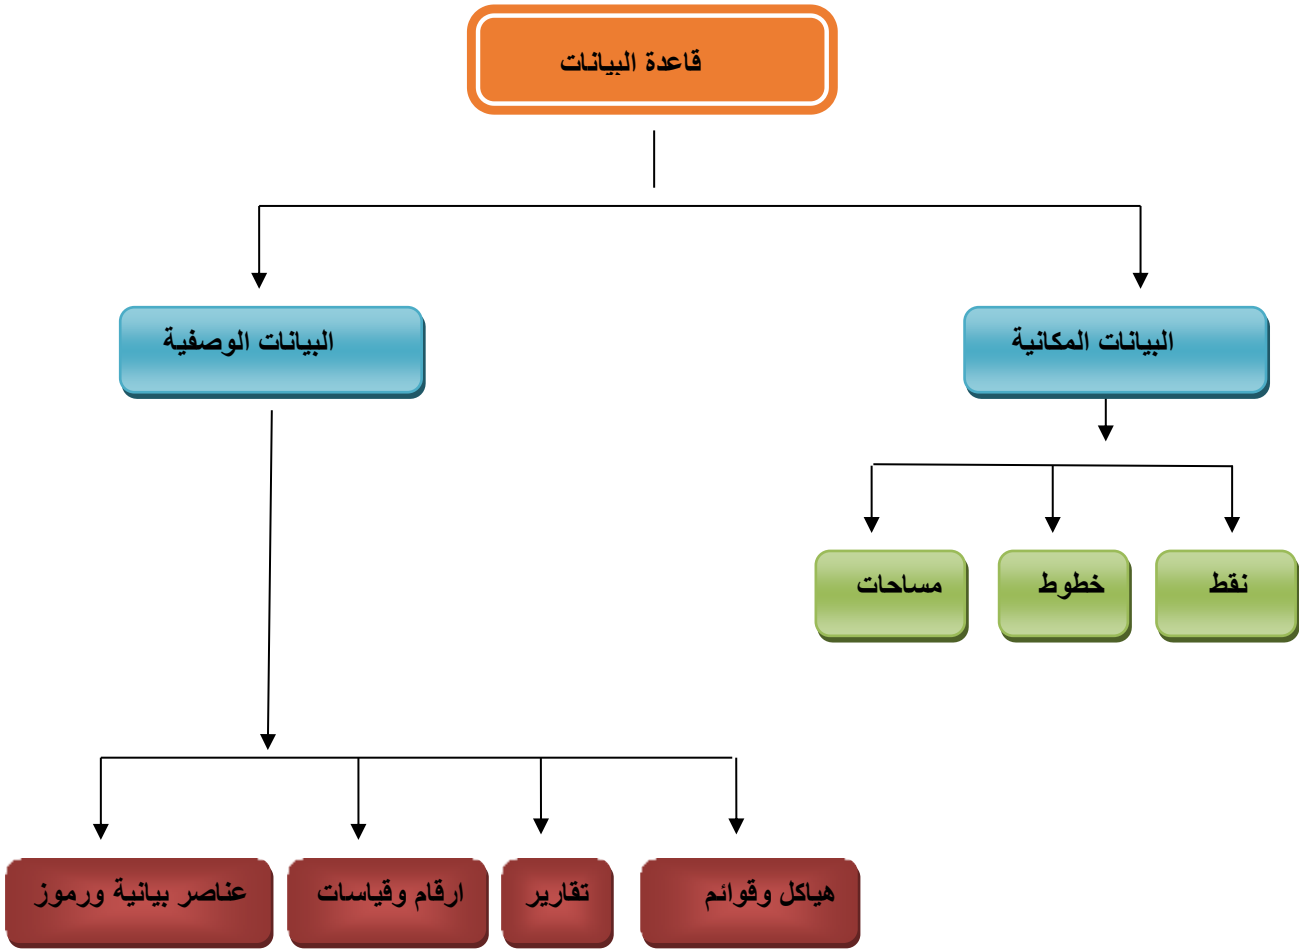 قاعدة البيانات
البيانات المكانية
البيانات الوصفية
نقط
خطوط
مساحات
هياكل وقوائم
تقارير
ارقام وقياسات
عناصر بيانية ورموز